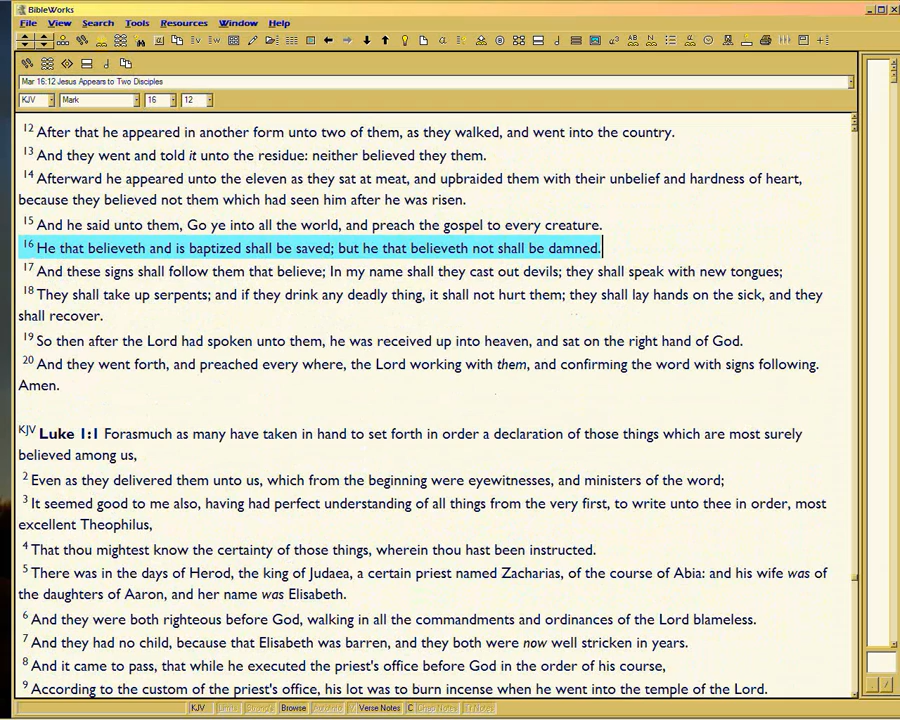 BibleWorks
File View Search Tools Resources Window Help
Mar 16:12 Jesus Appears to Two Disciples
KJV Mark 16 12
12 After that he appeared in another form unto two of them, as they walked, and went into the country.
13 And they went and told it unto the residue: neither believed they them.
14 Afterward he appeared unto the eleven as they sat at meat, and upbraided them with their unbelief and hardness of heart,
because they believed not them which had seen him after he was risen.
15 And he said unto them, Go ye into all the world, and preach the gospel to every creature.
16 He that believeth and is baptized shall be saved; but he that believeth not shall be damned.
17 And these signs shall follow them that believe; In my name shall they cast out devils; they shall speak with new tongues;
18 They shall take up serpents; and if they drink any deadly thing, it shall not hurt them; they shall lay hands on the sick, and they
shall recover.
19 So then after the Lord had spoken unto them, he was received up into heaven, and sat on the right hand of God.
20 And they went forth, and preached every where, the Lord working with them, and confirming the word with signs following.
Amen.
KJV Luke 1:1 Forasmuch as many have taken in hand to set forth in order a declaration of those things which are most surely
believed among us,
2 Even as they delivered them unto us, which from the beginning were eyewitnesses, and ministers of the word;
3 It seemed good to me also, having had perfect understanding of all things from the very first, to write unto thee in order, most
excellent Theophilus,
4 That thou mightest know the certainty of those things, wherein thou hast been instructed.
5 There was in the days of Herod, the king of Judaea, a certain priest named Zacharias, of the course of Abia: and his wife was of
the daughters of Aaron, and her name was Elisabeth.
6 And they were both righteous before God, walking in all the commandments and ordinances of the Lord blameless.
7 And they had no child, because that Elisabeth was barren, and they both were now well stricken in years.
8 And it came to pass, that while he executed the priest's office before God in the order of his course,
9 According to the custom of the priest's office, his lot was to burn incense when he went into the temple of the Lord.
KJV Browse Verse Notes C